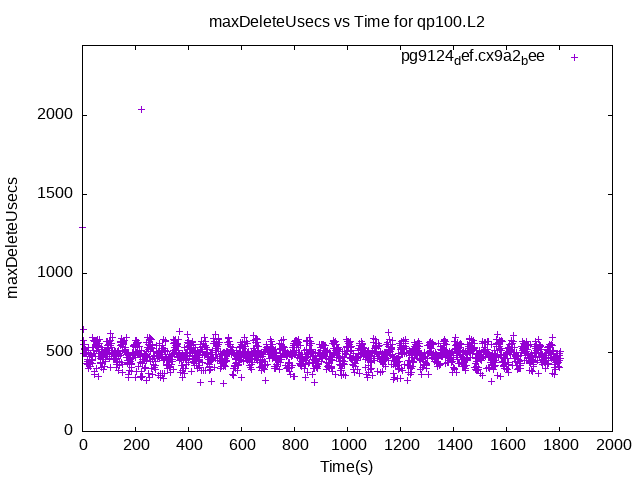 maxDeleteUsecs vs Time for qp100.L2
pg9124def.cx9a2bee
2000
1500
1000
500
0
maxDeleteUsecs
0 200 400 600 800 1000 1200 1400 1600 1800 2000
Time(s)